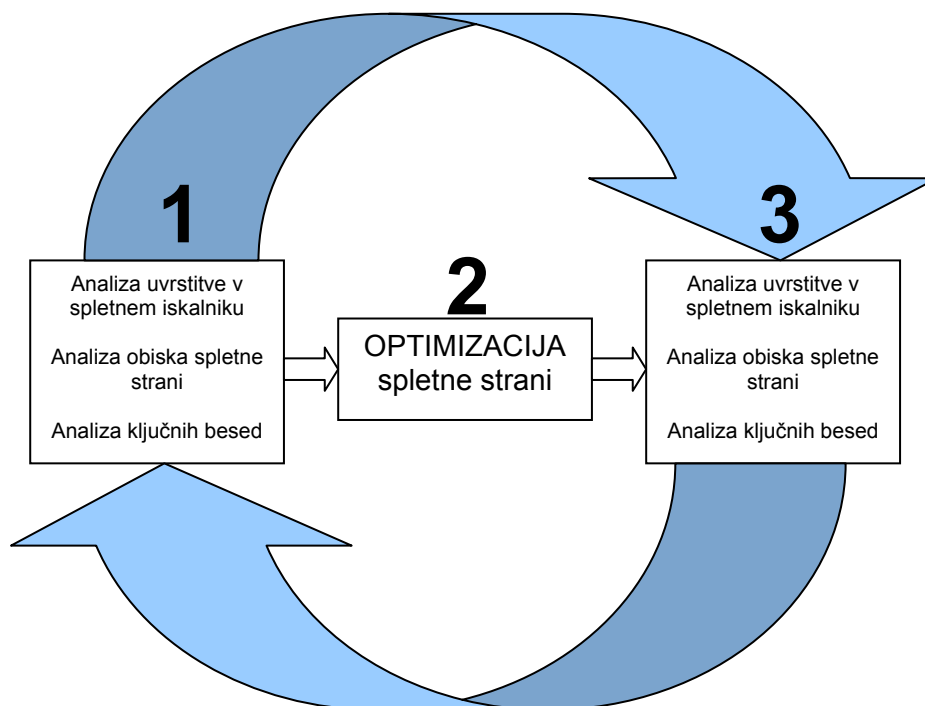 1
Analiza uvrstitve v
spletnem iskalniku
Analiza obiska spletne
strani
Analiza ključnih besed
2
OPTIMIZACIJA
spletne strani
3
Analiza uvrstitve v
spletnem iskalniku
Analiza obiska spletne
strani
Analiza ključnih besed